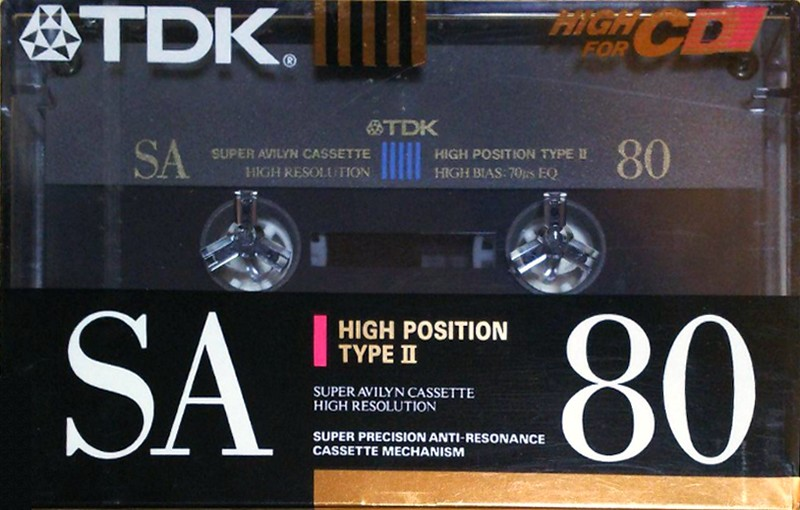 TDK®
HIGH
FOR CD
TDK
SA
SUPER AVILYN CASSETTE
HIGH RESOLUTION
HIGH POSITION TYPE II
HIGH BIAS: 70μs EQ
80
SA
HIGH POSITION
TYPE II
SUPER AVILYN CASSETTE
HIGH RESOLUTION
SUPER PRECISION ANTI-RESONANCE
CASSETTE MECHANISM
80